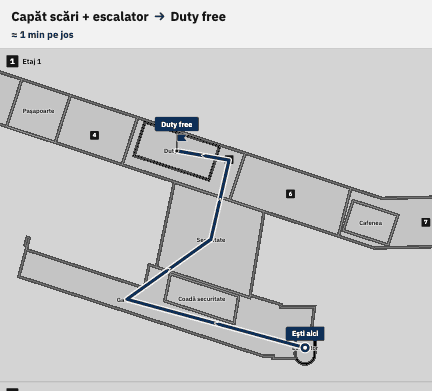 Capăt scări + escalator → Duty free
≈ 1 min pe jos
1 Etaj 1
Pașapoarte
4
Duty free
6
Cafenea
7
Coadă securitate
Ești aici